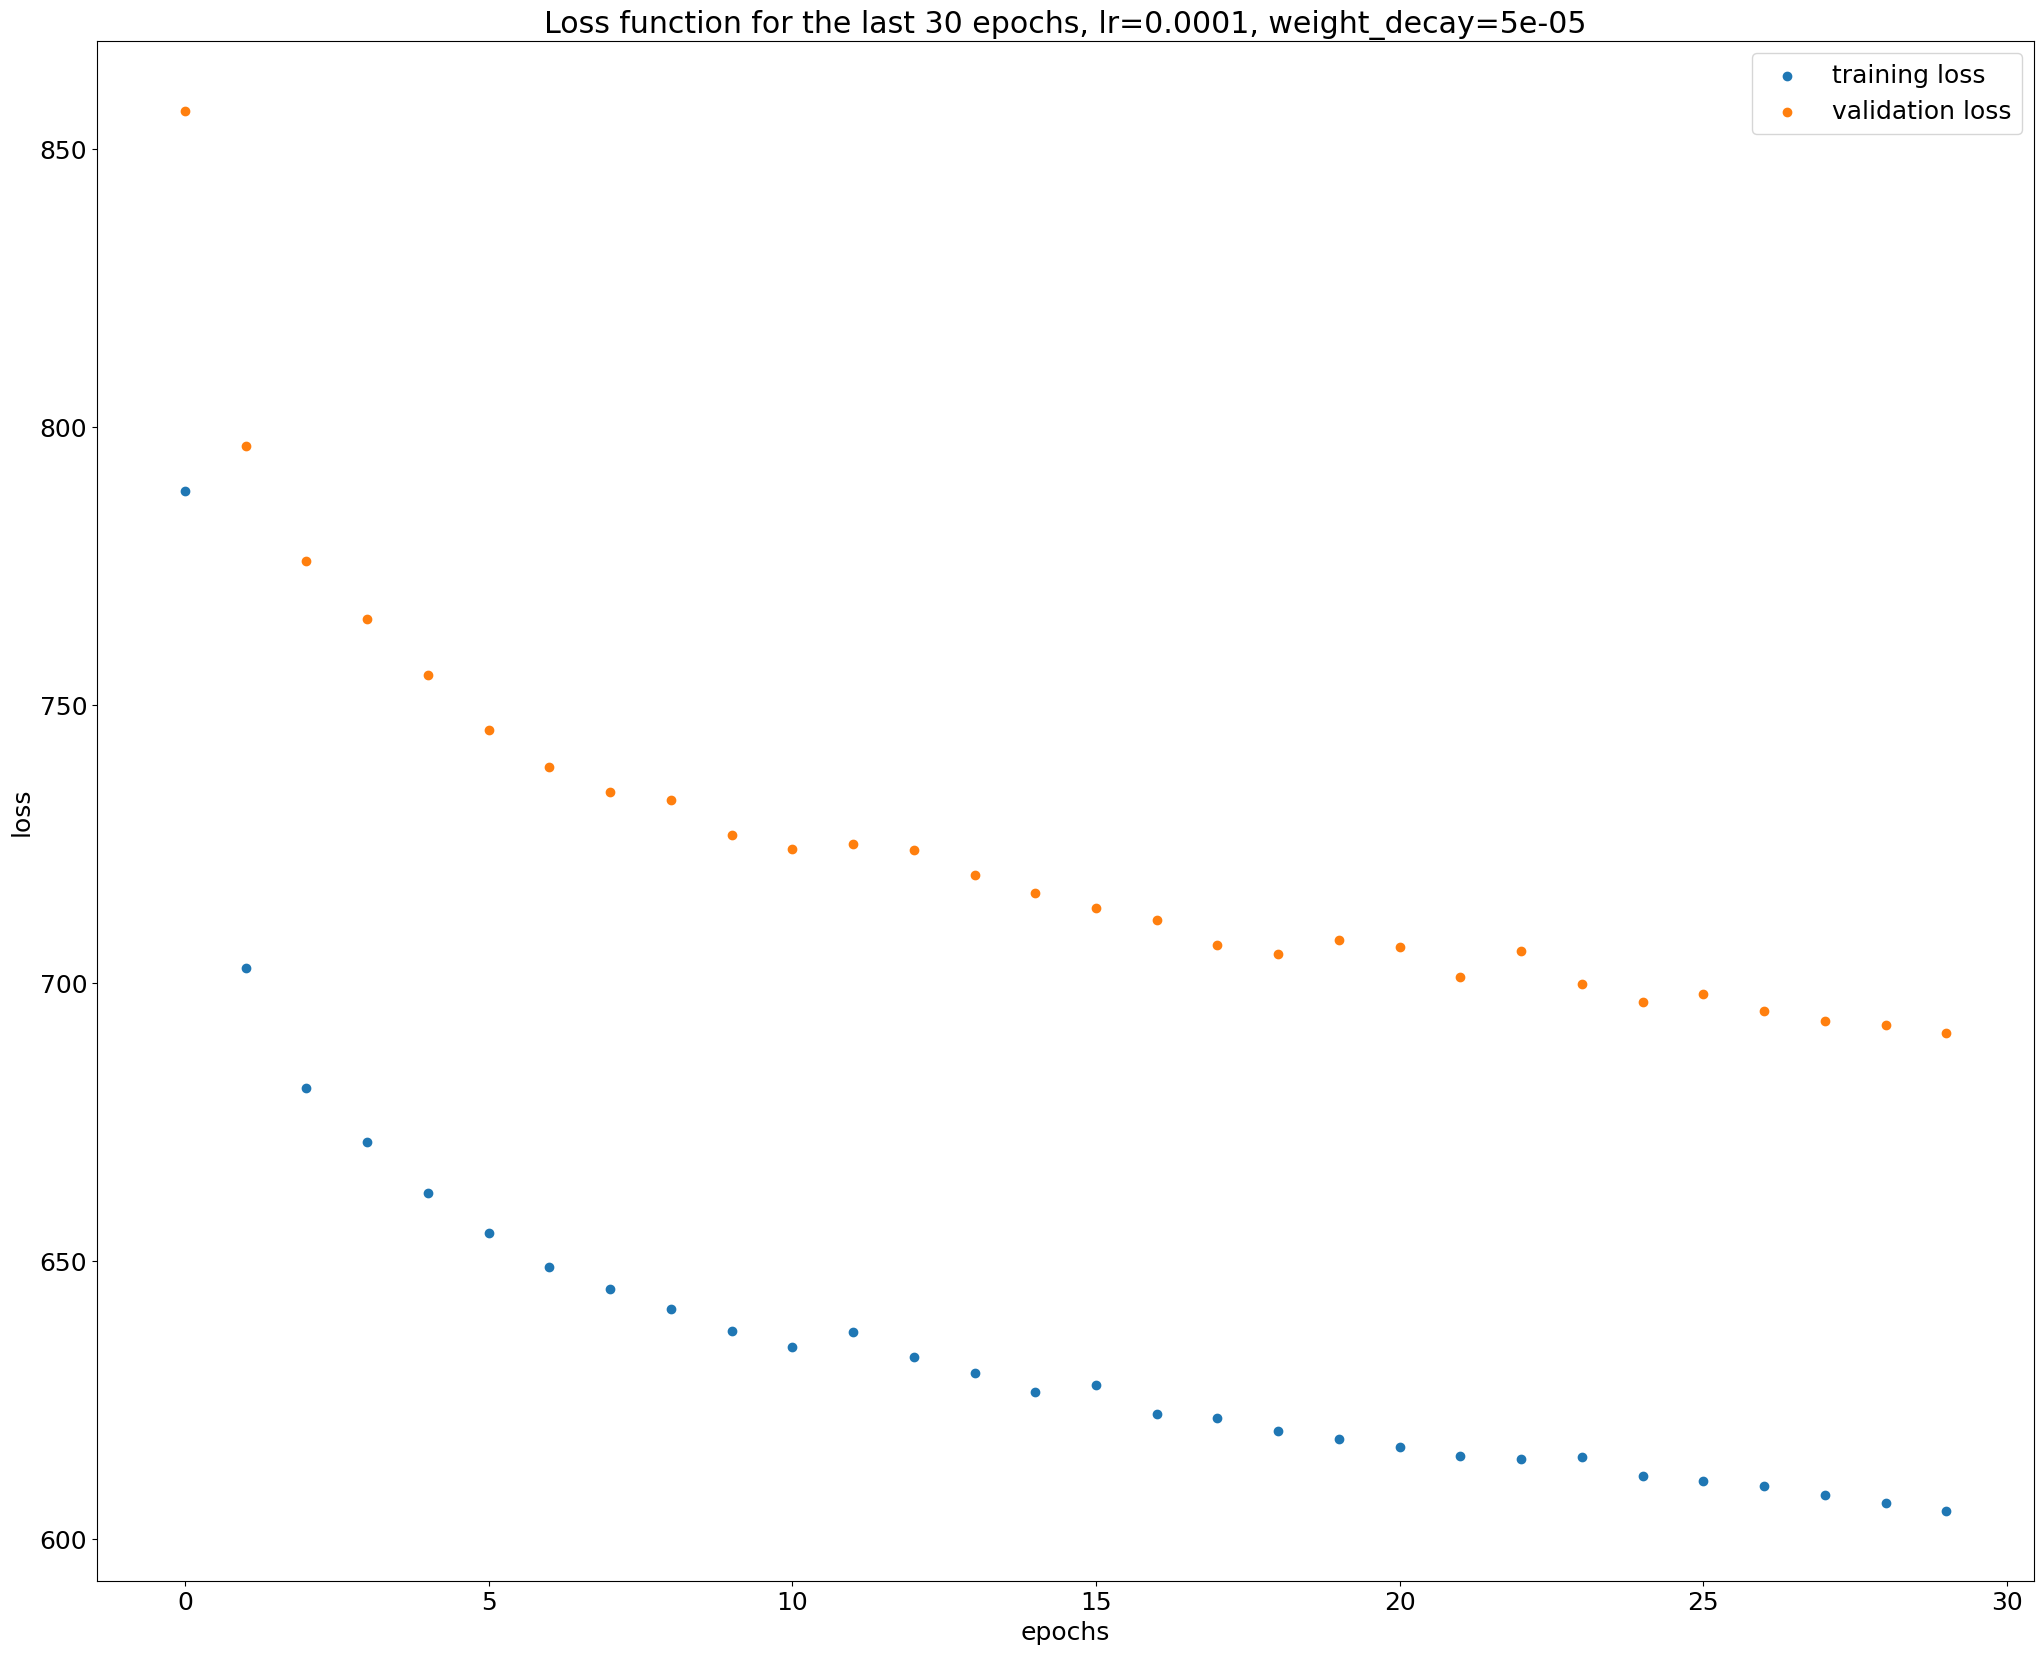 Loss function for the last 30 epochs, lr=0.0001, weight_decay=5e-05
training loss
validation loss
850
800
750
700
650
600
loss
0 5 10 15 20 25 30
epochs